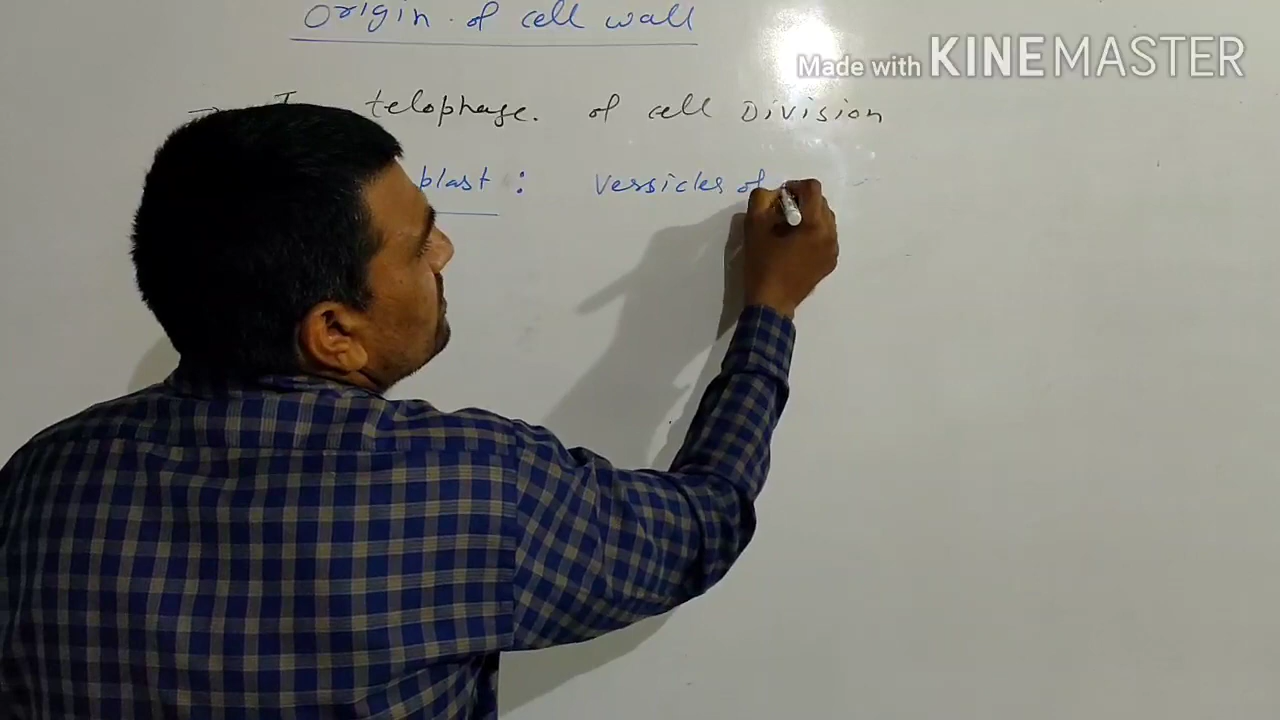 Origin of cell wall
Made with KINEMASTER
→ telophase. of cell Division
blast : Vessicles of